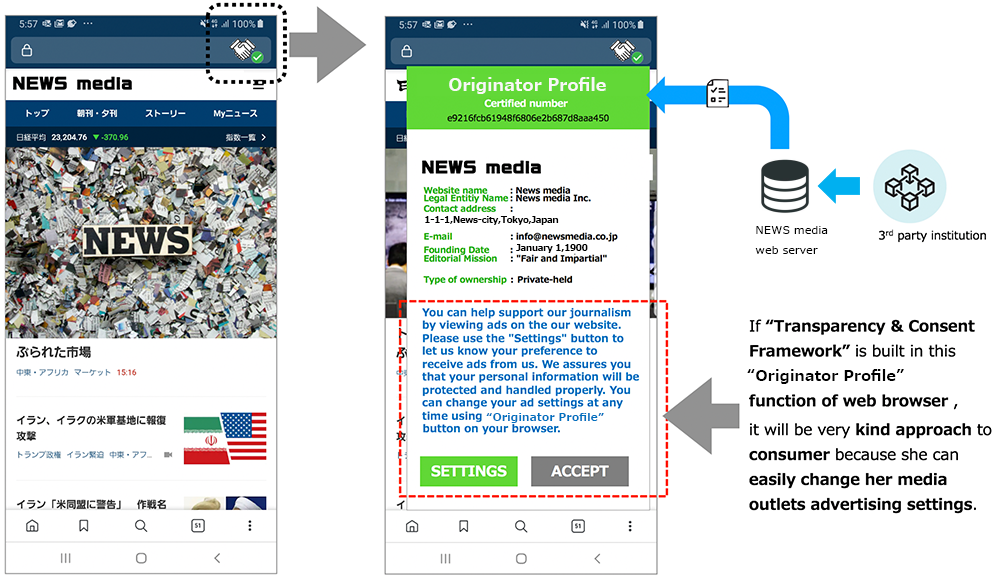 5:57
4G 100%
NEWS media
トップ 朝刊・夕刊 ストーリー Myニュース
日経平均 23,204.76 ▼-370.96 指数一覧
NEWS
ぶられた市場
中東・アフリカ マーケット 15:16
イラン、イラクの米軍基地に報復
攻撃
トランプ政権 イラン緊迫 中東・アフ...
イラン「米同盟に警告」 作戦名
51
5:57
4G 100%
Originator Profile
Certified number
e9216fcb61948f6806e2b687d8aaa450
NEWS media
Website name : News media
Legal Entitiy Name : News media Inc.
Contact address :
1-1-1,News-city,Tokyo,Japan
E-mail : info@newsmedia.co.jp
Founding Date : January 1,1900
Editorial Mission : "Fair and Impartial"
Type of ownership : Private-held
You can help support our journalism
by viewing ads on the our website.
Please use the "Settings" button to
let us know your preference to
receive ads from us. We assures you
that your personal information will be
protected and handled properly. You
can change your ad settings at any
time using “Originator Profile”
button on your browser.
SETTINGS ACCEPT
51
NEWS media
web server
3rd party institution
If “Transparency & Consent
Framework” is built in this
“Originator Profile”
function of web browser ,
it will be very kind approach to
consumer because she can
easily change her media
outlets advertising settings.